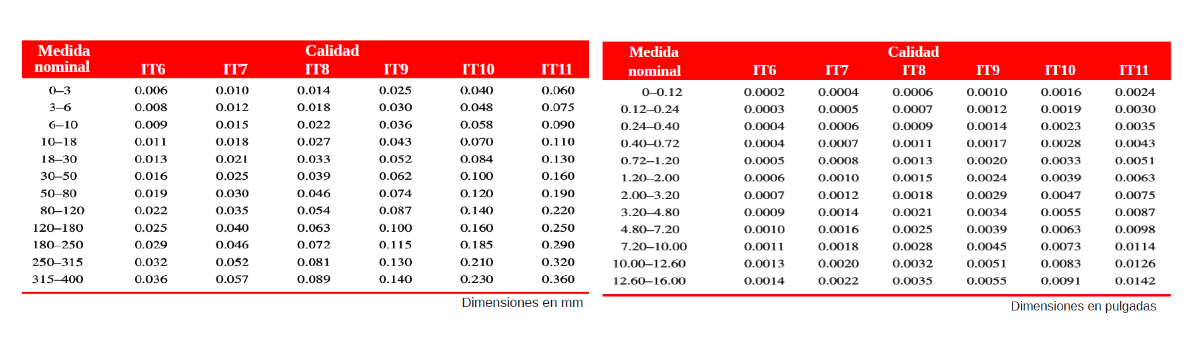 Medida Calidad
nominal IT6 IT7 IT8 IT9 IT10 IT11
0–3 0.006 0.010 0.014 0.025 0.040 0.060
3–6 0.008 0.012 0.018 0.030 0.048 0.075
6–10 0.009 0.015 0.022 0.036 0.058 0.090
10–18 0.011 0.018 0.027 0.043 0.070 0.110
18–30 0.013 0.021 0.033 0.052 0.084 0.130
30–50 0.016 0.025 0.039 0.062 0.100 0.160
50–80 0.019 0.030 0.046 0.074 0.120 0.190
80–120 0.022 0.035 0.054 0.087 0.140 0.220
120–180 0.025 0.040 0.063 0.100 0.160 0.250
180–250 0.029 0.046 0.072 0.115 0.185 0.290
250–315 0.032 0.052 0.081 0.130 0.210 0.320
315–400 0.036 0.057 0.089 0.140 0.230 0.360
Dimensiones en mm
Medida Calidad
nominal IT6 IT7 IT8 IT9 IT10 IT11
0–0.12 0.0002 0.0004 0.0006 0.0010 0.0016 0.0024
0.12–0.24 0.0003 0.0005 0.0007 0.0012 0.0019 0.0030
0.24–0.40 0.0004 0.0006 0.0009 0.0014 0.0023 0.0035
0.40–0.72 0.0004 0.0007 0.0011 0.0017 0.0028 0.0043
0.72–1.20 0.0005 0.0008 0.0013 0.0020 0.0033 0.0051
1.20–2.00 0.0006 0.0010 0.0015 0.0024 0.0039 0.0063
2.00–3.20 0.0007 0.0012 0.0018 0.0029 0.0047 0.0075
3.20–4.80 0.0009 0.0014 0.0021 0.0034 0.0055 0.0087
4.80–7.20 0.0010 0.0016 0.0025 0.0039 0.0063 0.0098
7.20–10.00 0.0011 0.0018 0.0028 0.0045 0.0073 0.0114
10.00–12.60 0.0013 0.0020 0.0032 0.0051 0.0083 0.0126
12.60–16.00 0.0014 0.0022 0.0035 0.0055 0.0091 0.0142
Dimensiones en pulgadas